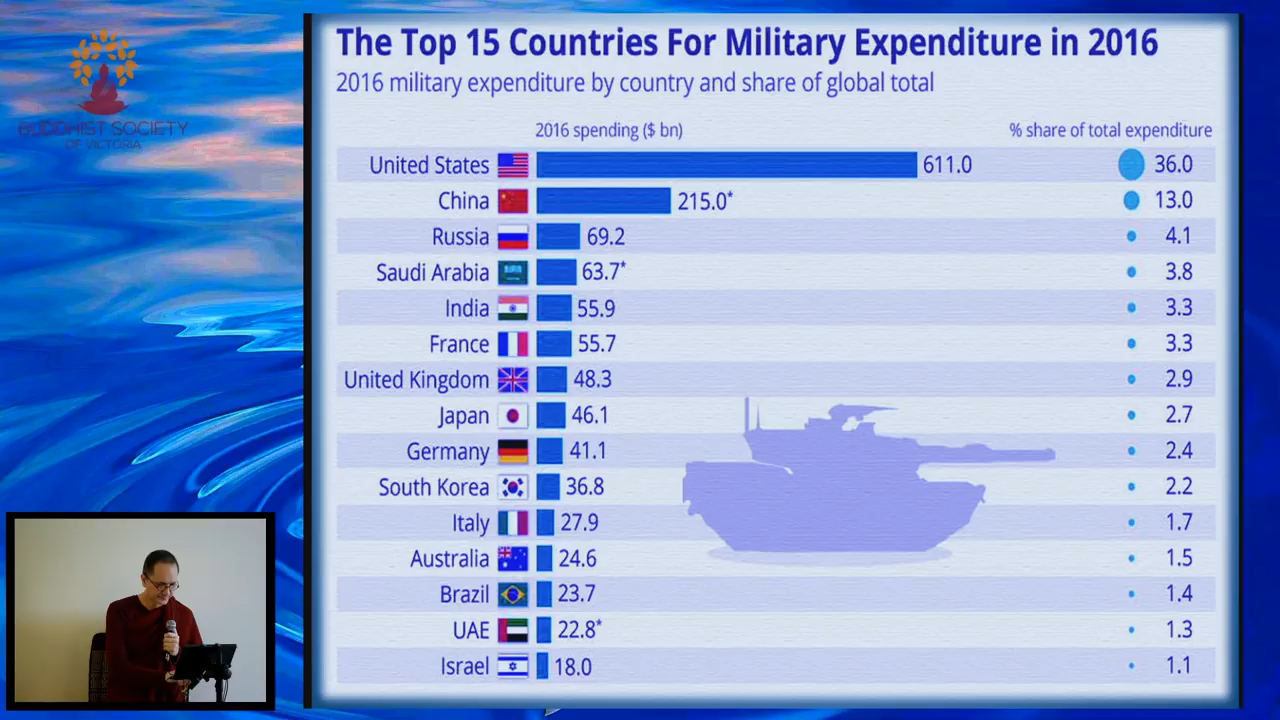 BUDDHIST SOCIETY
OF VICTORIA
The Top 15 Countries For Military Expenditure in 2016
2016 military expenditure by country and share of global total
2016 spending ($ bn) % share of total expenditure
United States 611.0 36.0
China 215.0* 13.0
Russia 69.2 4.1
Saudi Arabia 63.7* 3.8
India 55.9 3.3
France 55.7 3.3
United Kingdom 48.3 2.9
Japan 46.1 2.7
Germany 41.1 2.4
South Korea 36.8 2.2
Italy 27.9 1.7
Australia 24.6 1.5
Brazil 23.7 1.4
UAE 22.8* 1.3
Israel 18.0 1.1